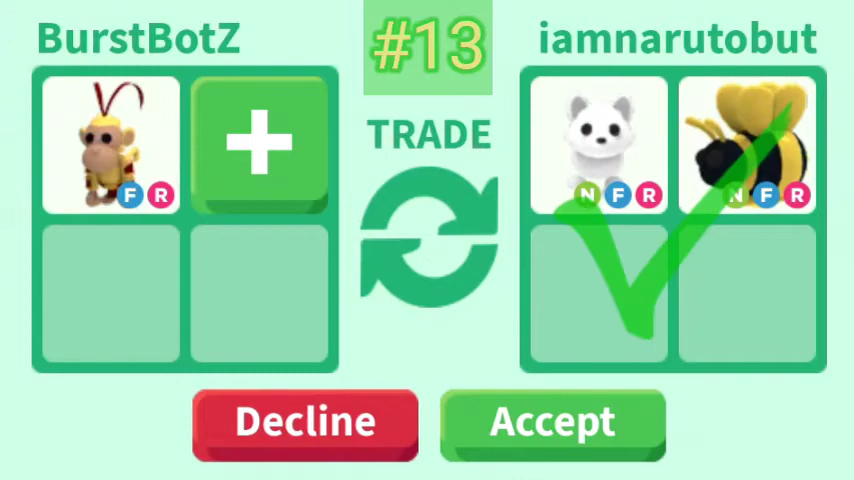 BurstBotZ
#13
iamnarutobut
TRADE
F R
N F R
N F R
Decline
Accept